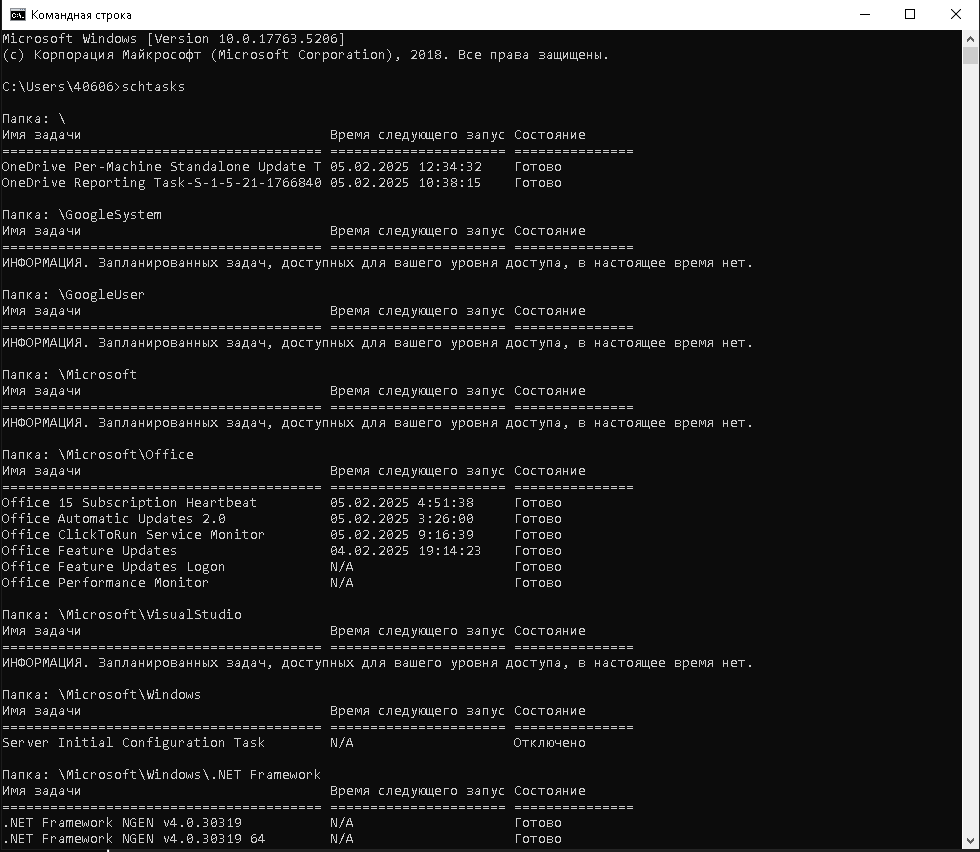 Командная строка
Microsoft Windows [Version 10.0.17763.5206]
(c) Корпорация Майкрософт (Microsoft Corporation), 2018. Все права защищены.
C:\Users\40606>schtasks
Папка: \
Имя задачи                               Время следующего запус Состояние
======================================== ====================== ===============
OneDrive Per-Machine Standalone Update T 05.02.2025 12:34:32    Готово
OneDrive Reporting Task-S-1-5-21-1766840 05.02.2025 10:38:15    Готово
Папка: \GoogleSystem
Имя задачи                               Время следующего запус Состояние
======================================== ====================== ===============
ИНФОРМАЦИЯ. Запланированных задач, доступных для вашего уровня доступа, в настоящее время нет.
Папка: \GoogleUser
Имя задачи                               Время следующего запус Состояние
======================================== ====================== ===============
ИНФОРМАЦИЯ. Запланированных задач, доступных для вашего уровня доступа, в настоящее время нет.
Папка: \Microsoft
Имя задачи                               Время следующего запус Состояние
======================================== ====================== ===============
ИНФОРМАЦИЯ. Запланированных задач, доступных для вашего уровня доступа, в настоящее время нет.
Папка: \Microsoft\Office
Имя задачи                               Время следующего запус Состояние
======================================== ====================== ===============
Office 15 Subscription Heartbeat         05.02.2025 4:51:38     Готово
Office Automatic Updates 2.0             05.02.2025 3:26:00     Готово
Office ClickToRun Service Monitor        05.02.2025 9:16:39     Готово
Office Feature Updates                   04.02.2025 19:14:23    Готово
Office Feature Updates Logon             N/A                    Готово
Office Performance Monitor               N/A                    Готово
Папка: \Microsoft\VisualStudio
Имя задачи                               Время следующего запус Состояние
======================================== ====================== ===============
ИНФОРМАЦИЯ. Запланированных задач, доступных для вашего уровня доступа, в настоящее время нет.
Папка: \Microsoft\Windows
Имя задачи                               Время следующего запус Состояние
======================================== ====================== ===============
Server Initial Configuration Task        N/A                    Отключено
Папка: \Microsoft\Windows\.NET Framework
Имя задачи                               Время следующего запус Состояние
======================================== ====================== ===============
.NET Framework NGEN v4.0.30319           N/A                    Готово
.NET Framework NGEN v4.0.30319 64        N/A                    Готово